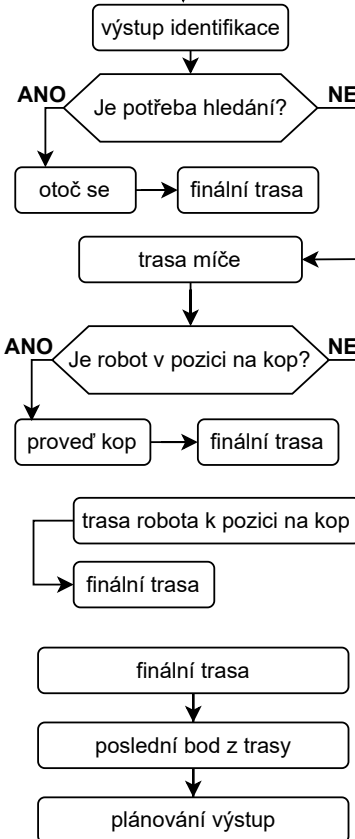 výstup identifikace
ANO
Je potřeba hledání?
NE
otoč se
finální trasa
trasa míče
ANO
Je robot v pozici na kop?
NE
proveď kop
finální trasa
trasa robota k pozici na kop
finální trasa
finální trasa
poslední bod z trasy
plánování výstup